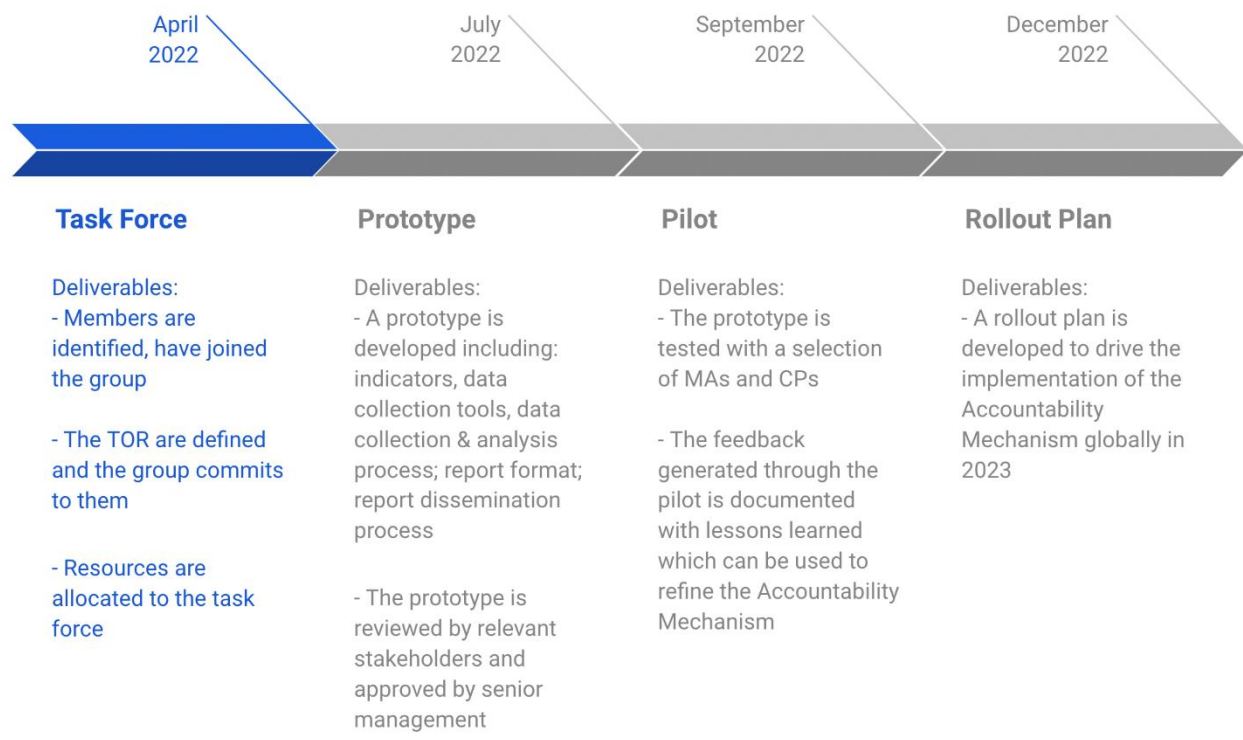 April
2022
July
2022
September
2022
December
2022
Task Force
Deliverables:
- Members are
identified, have joined
the group
- The TOR are defined
and the group commits
to them
- Resources are
allocated to the task
force
Prototype
Deliverables:
- A prototype is
developed including:
indicators, data
collection tools, data
collection & analysis
process; report format;
report dissemination
process
- The prototype is
reviewed by relevant
stakeholders and
approved by senior
management
Pilot
Deliverables:
- The prototype is
tested with a selection
of MAs and CPs
- The feedback
generated through the
pilot is documented
with lessons learned
which can be used to
refine the Accountability
Mechanism
Rollout Plan
Deliverables:
- A rollout plan is
developed to drive the
implementation of the
Accountability
Mechanism globally in
2023